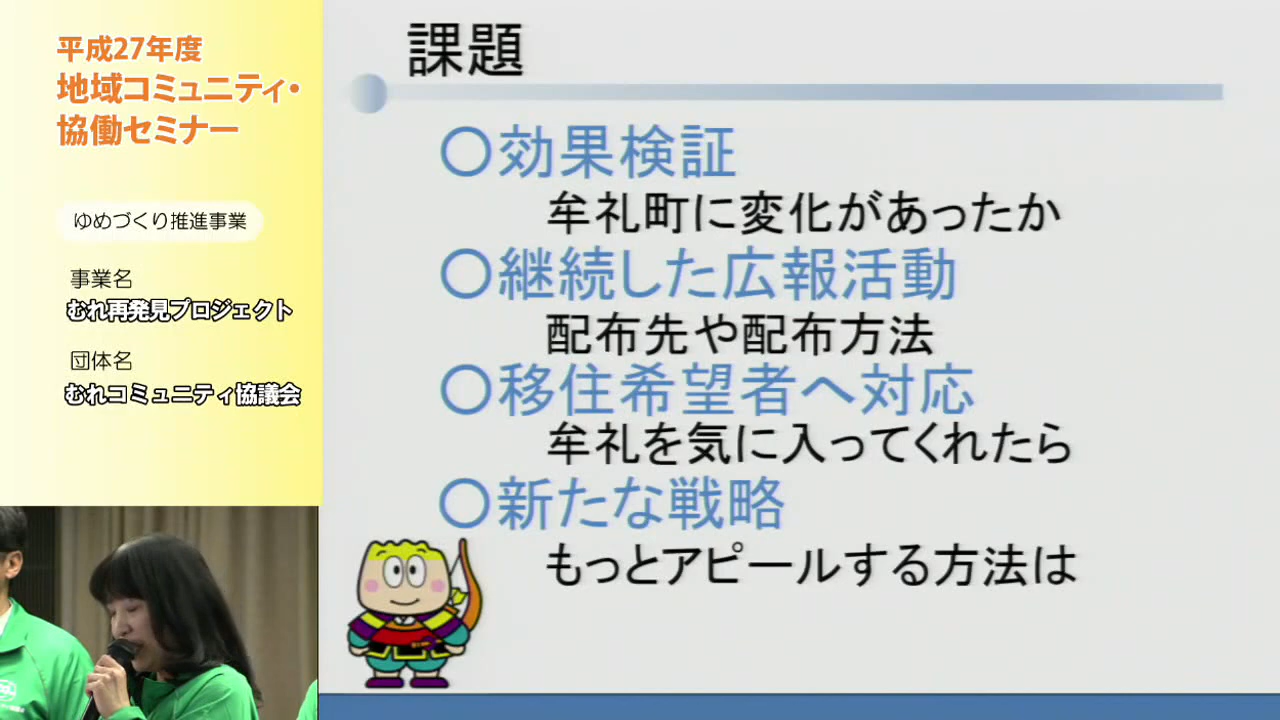 平成27年度
地域コミュニティ・
協働セミナー
ゆめづくり推進事業
事業名
むれ再発見プロジェクト
団体名
むれコミュニティ協議会
課題
○効果検証
牟礼町に変化があったか
○継続した広報活動
配布先や配布方法
○移住希望者へ対応
牟礼を気に入ってくれたら
○新たな戦略
もっとアピールする方法は